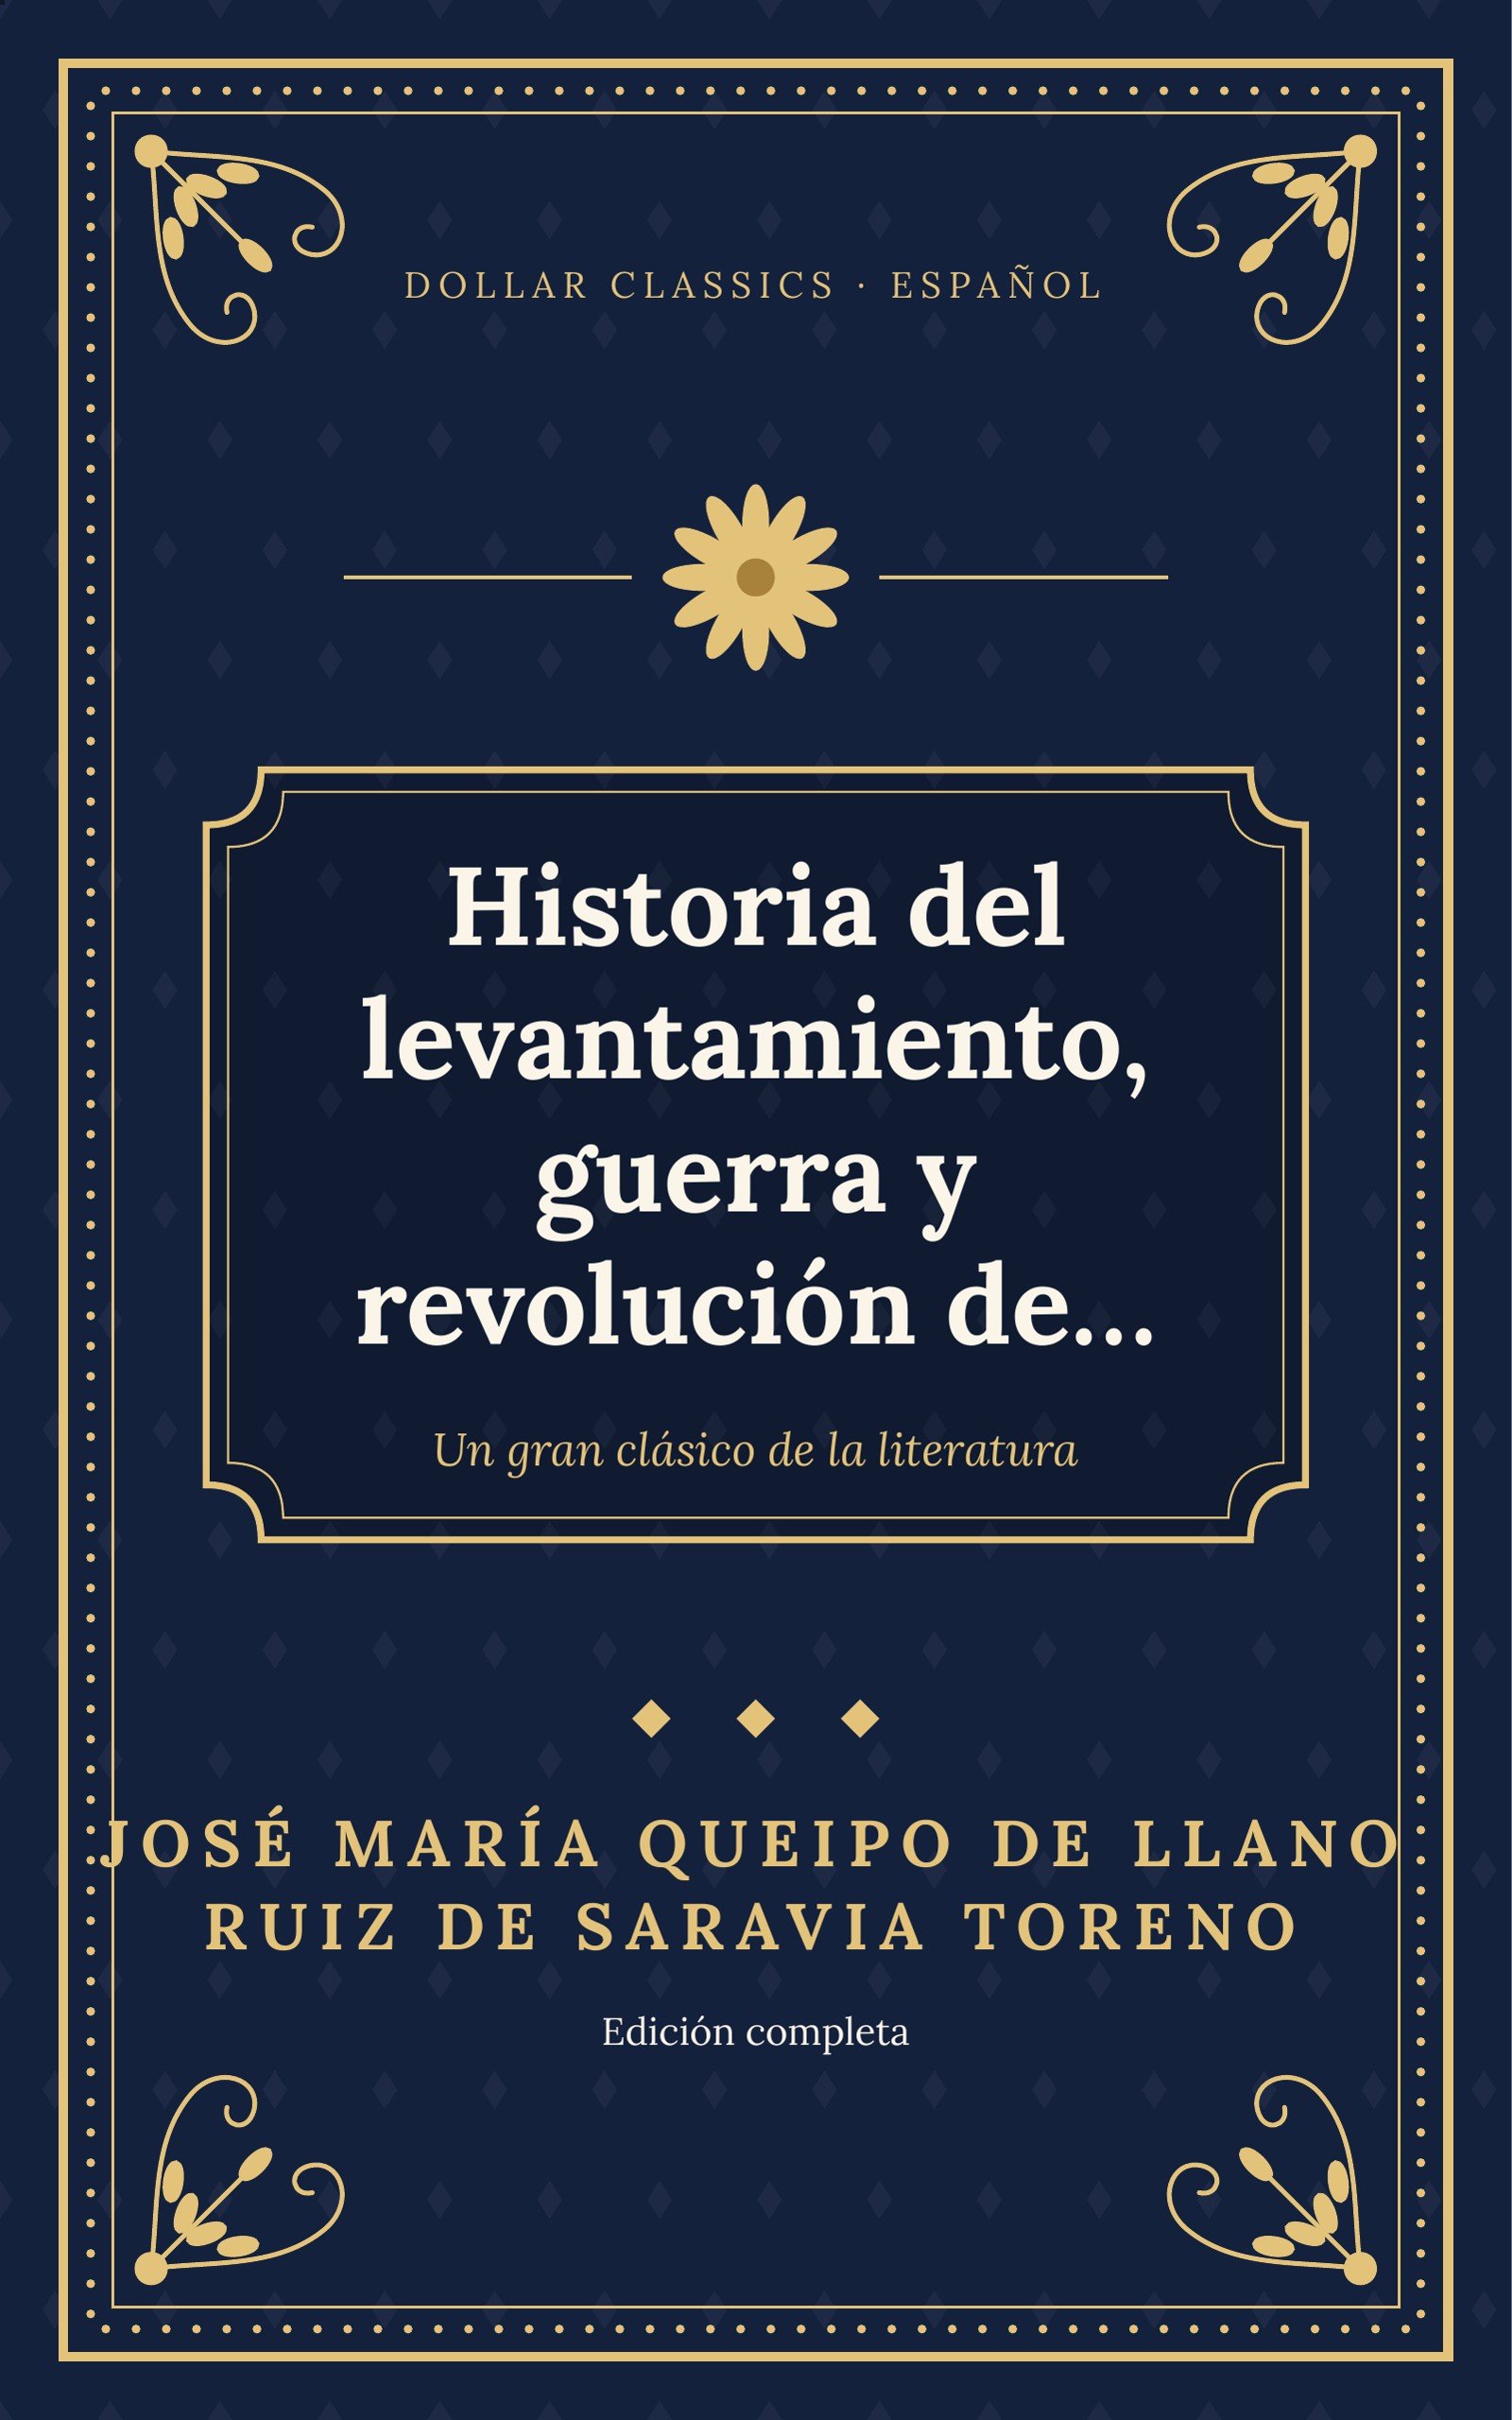 DOLLAR CLASSICS · ESPAÑOL
Historia del
levantamiento,
guerra y
revolución de...
Un gran clásico de la literatura
JOSÉ MARÍA QUEIPO DE LLANO
RUIZ DE SARAVIA TORENO
Edición completa